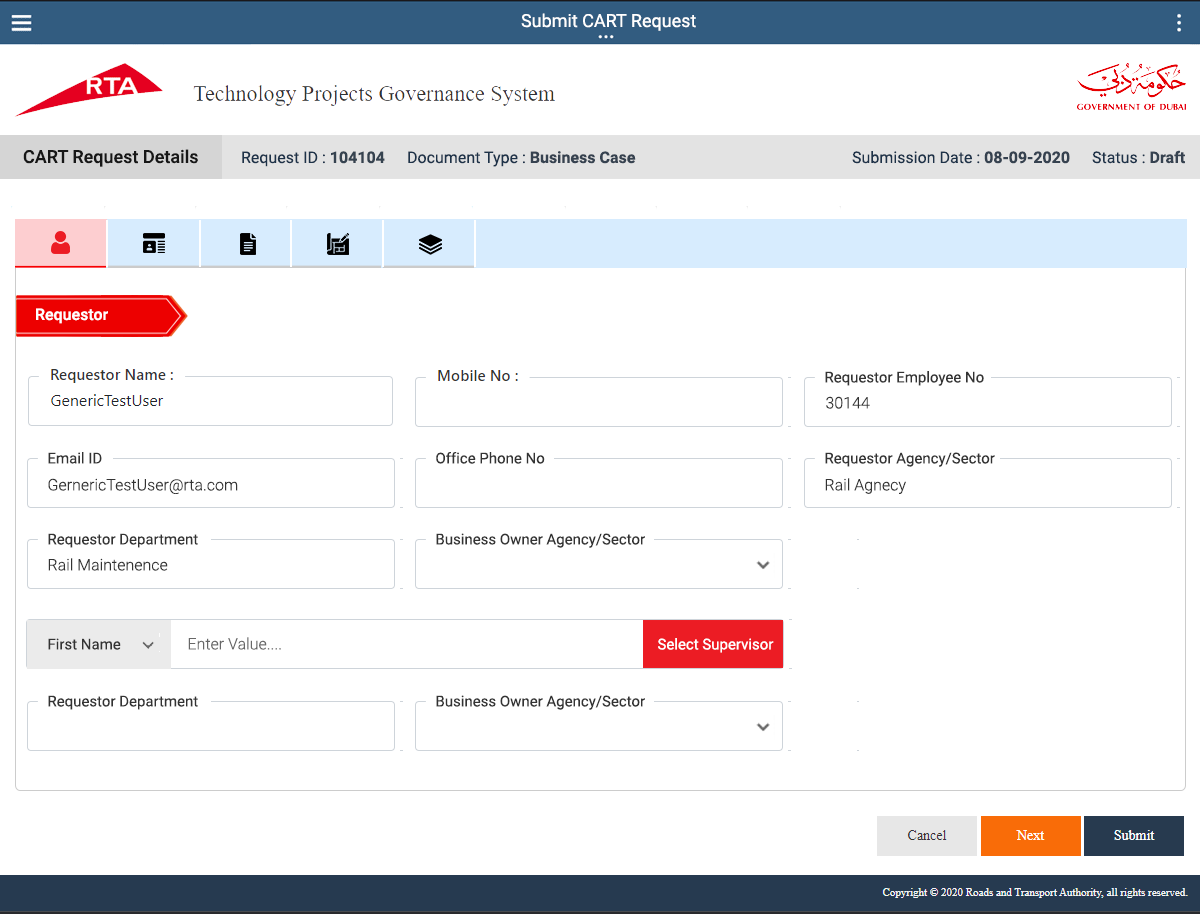 Submit CART Request
RTA
Technology Projects Governance System
حكومة دبي
GOVERNMENT OF DUBAI
CART Request Details Request ID : 104104 Document Type : Business Case Submission Date : 08-09-2020 Status : Draft
Requestor
Requestor Name : Mobile No : Requestor Employee No
GenericTestUser 30144
Email ID Office Phone No Requestor Agency/Sector
GernericTestUser@rta.com Rail Agnecy
Requestor Department Business Owner Agency/Sector
Rail Maintenence
First Name Enter Value.... Select Supervisor
Requestor Department Business Owner Agency/Sector
Cancel Next Submit
Copyright © 2020 Roads and Transport Authority, all rights reserved.